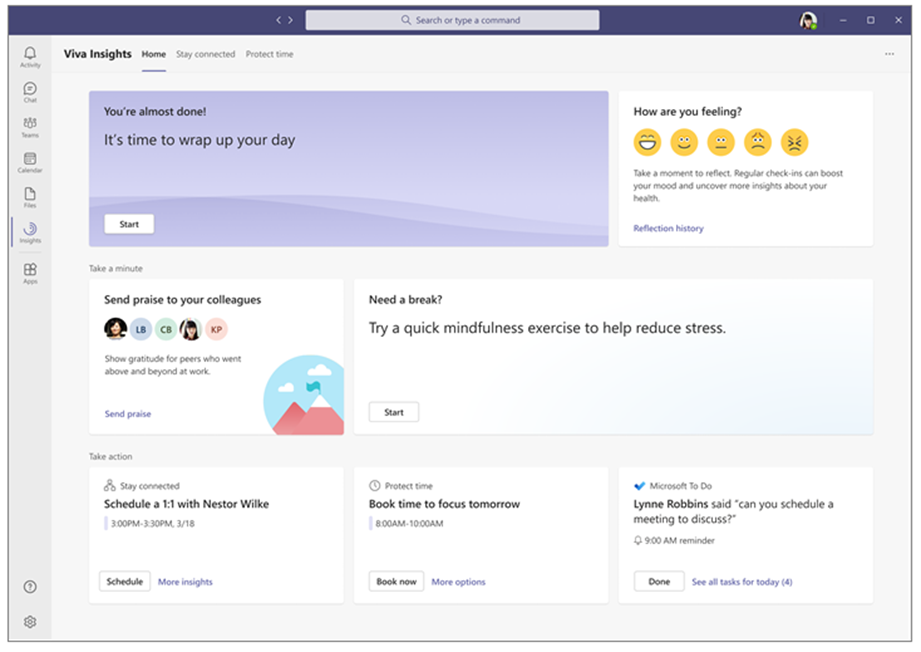 Search or type a command
Activity
Chat
Teams
Calendar
Files
Insights
Apps
Viva Insights Home Stay connected Protect time
You're almost done!
It's time to wrap up your day
Start
How are you feeling?
Take a moment to reflect. Regular check-ins can boost
your mood and uncover more insights about your
health.
Reflection history
Take a minute
Send praise to your colleagues
LB CB KP
Show gratitude for peers who went
above and beyond at work.
Send praise
Need a break?
Try a quick mindfulness exercise to help reduce stress.
Start
Take action
Stay connected
Schedule a 1:1 with Nestor Wilke
3:00PM-3:30PM, 3/18
Schedule More insights
Protect time
Book time to focus tomorrow
8:00AM-10:00AM
Book now More options
Microsoft To Do
Lynne Robbins said "can you schedule a
meeting to discuss?"
9:00 AM reminder
Done See all tasks for today (4)